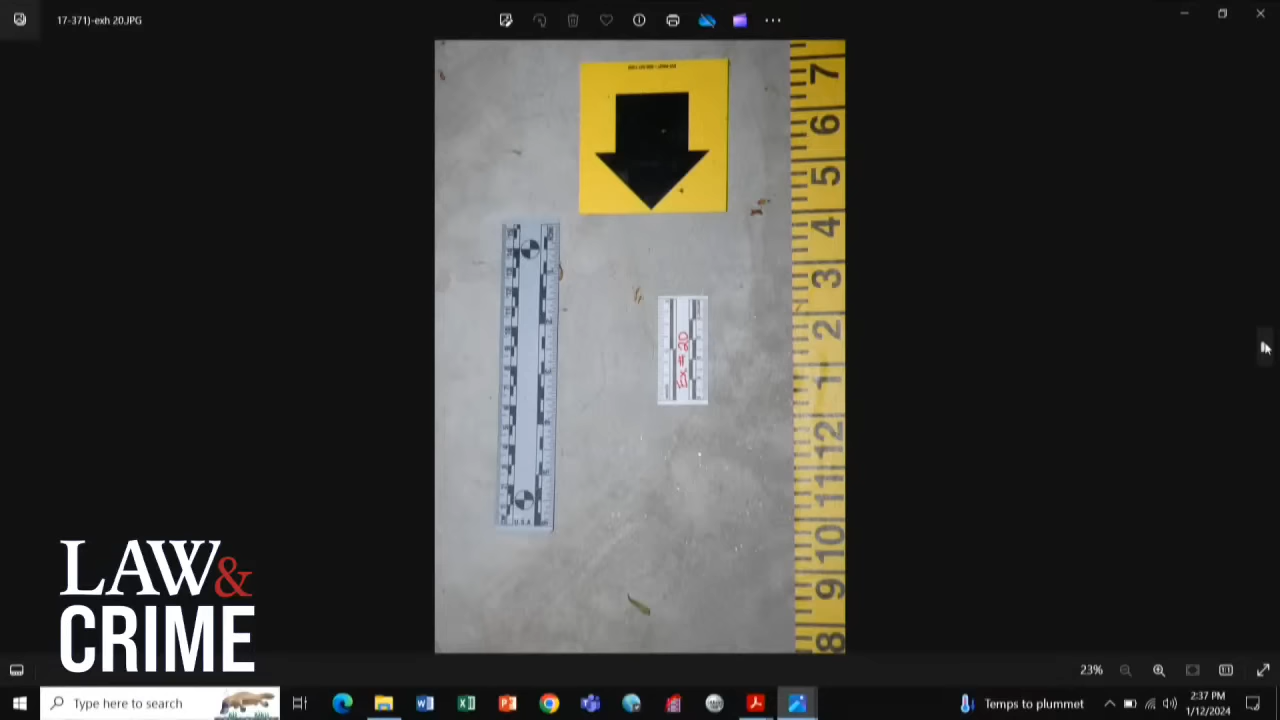 17-371)-exh 20.JPG
7
6
5
4
3
2
1
12
11
10
9
8
Ex # 20
U.S.A
LAW&
CRIME
23%
Type here to search
Temps to plummet
2:37 PM
1/12/2024